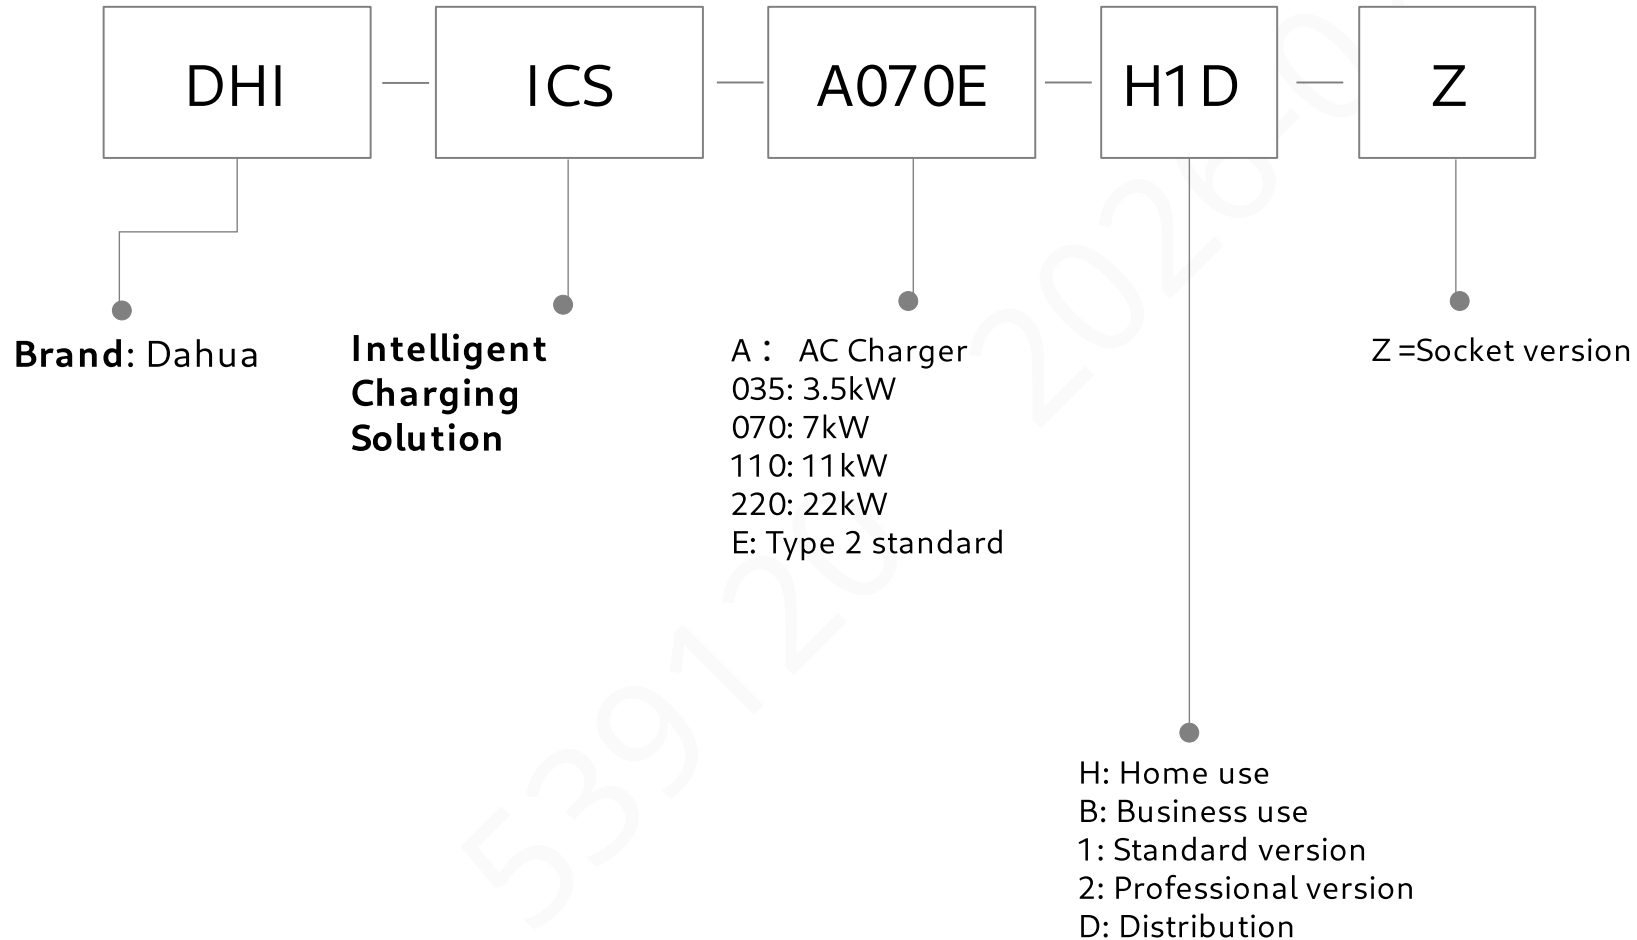 DHI — ICS — A070E — H1D — Z
Brand: Dahua
Intelligent
Charging
Solution
A： AC Charger
035: 3.5kW
070: 7kW
110: 11kW
220: 22kW
E: Type 2 standard
Z =Socket version
H: Home use
B: Business use
1: Standard version
2: Professional version
D: Distribution
539120